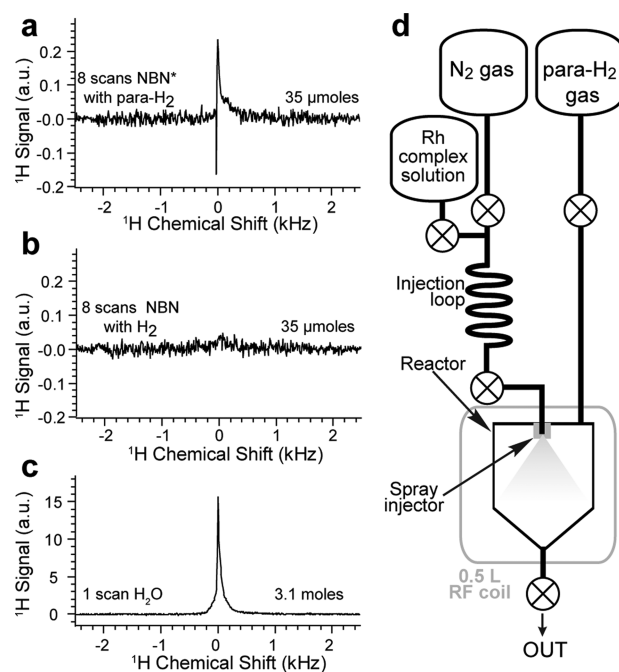 a
0.2
0.1
-0.0
-0.1
-0.2
¹H Signal (a.u.)
8 scans NBN*
with para-H₂
35 μmoles
-2
-1
0
1
2
¹H Chemical Shift (kHz)
b
0.2
0.1
-0.0
-0.1
-0.2
¹H Signal (a.u.)
8 scans NBN
with H₂
35 μmoles
-2
-1
0
1
2
¹H Chemical Shift (kHz)
c
15
10
5
0
¹H Signal (a.u.)
1 scan H₂O
3.1 moles
-2
-1
0
1
2
¹H Chemical Shift (kHz)
d
N₂ gas
para-H₂
gas
Rh
complex
solution
Injection
loop
Reactor
Spray
injector
0.5 L
RF coil
OUT